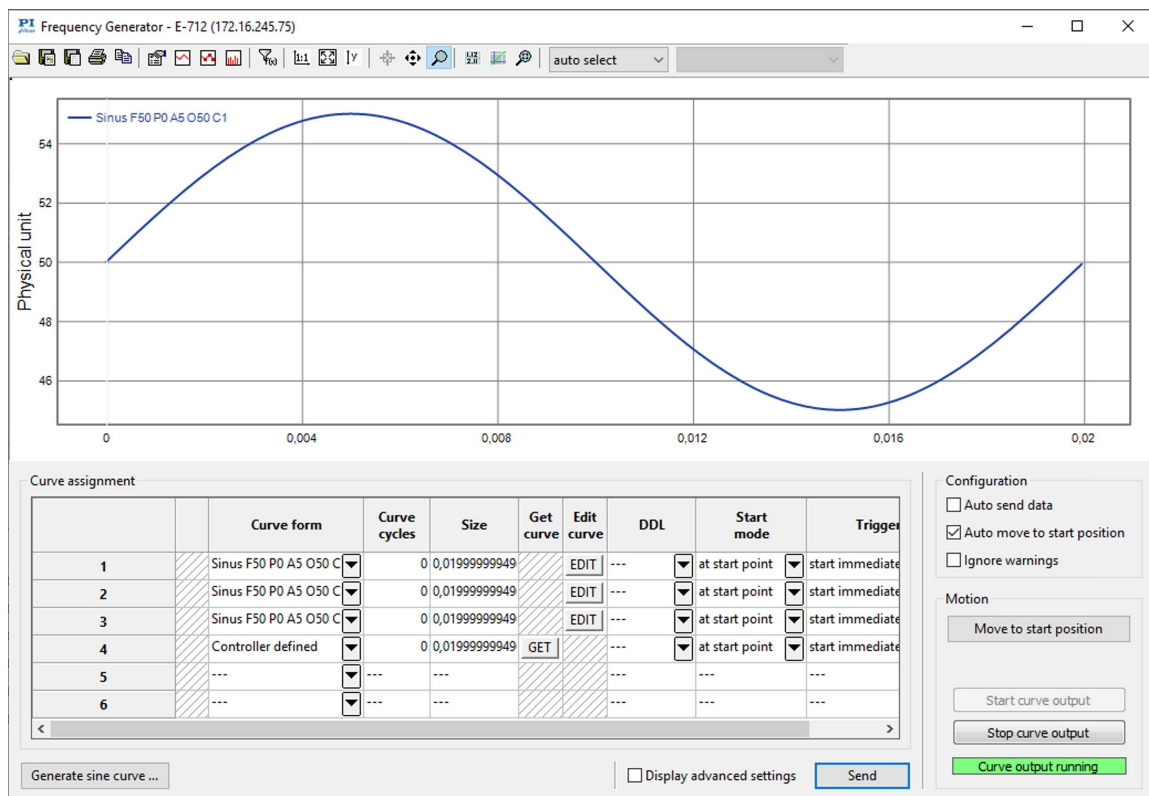 PI Frequency Generator - E-712 (172.16.245.75)
auto select
Sinus F50 P0 A5 O50 C1
Physical unit
54
52
50
48
46
0 0,004 0,008 0,012 0,016 0,02
Curve assignment
Curve form Curve cycles Size Get curve Edit curve DDL Start mode Trigger
1 Sinus F50 P0 A5 O50 C 0 0,01999999949 EDIT --- at start point start immediate
2 Sinus F50 P0 A5 O50 C 0 0,01999999949 EDIT --- at start point start immediate
3 Sinus F50 P0 A5 O50 C 0 0,01999999949 EDIT --- at start point start immediate
4 Controller defined 0 0,01999999949 GET --- at start point start immediate
5 --- --- --- --- --- ---
6 --- --- --- --- --- ---
Generate sine curve ...
Display advanced settings
Send
Configuration
Auto send data
Auto move to start position
Ignore warnings
Motion
Move to start position
Start curve output
Stop curve output
Curve output running